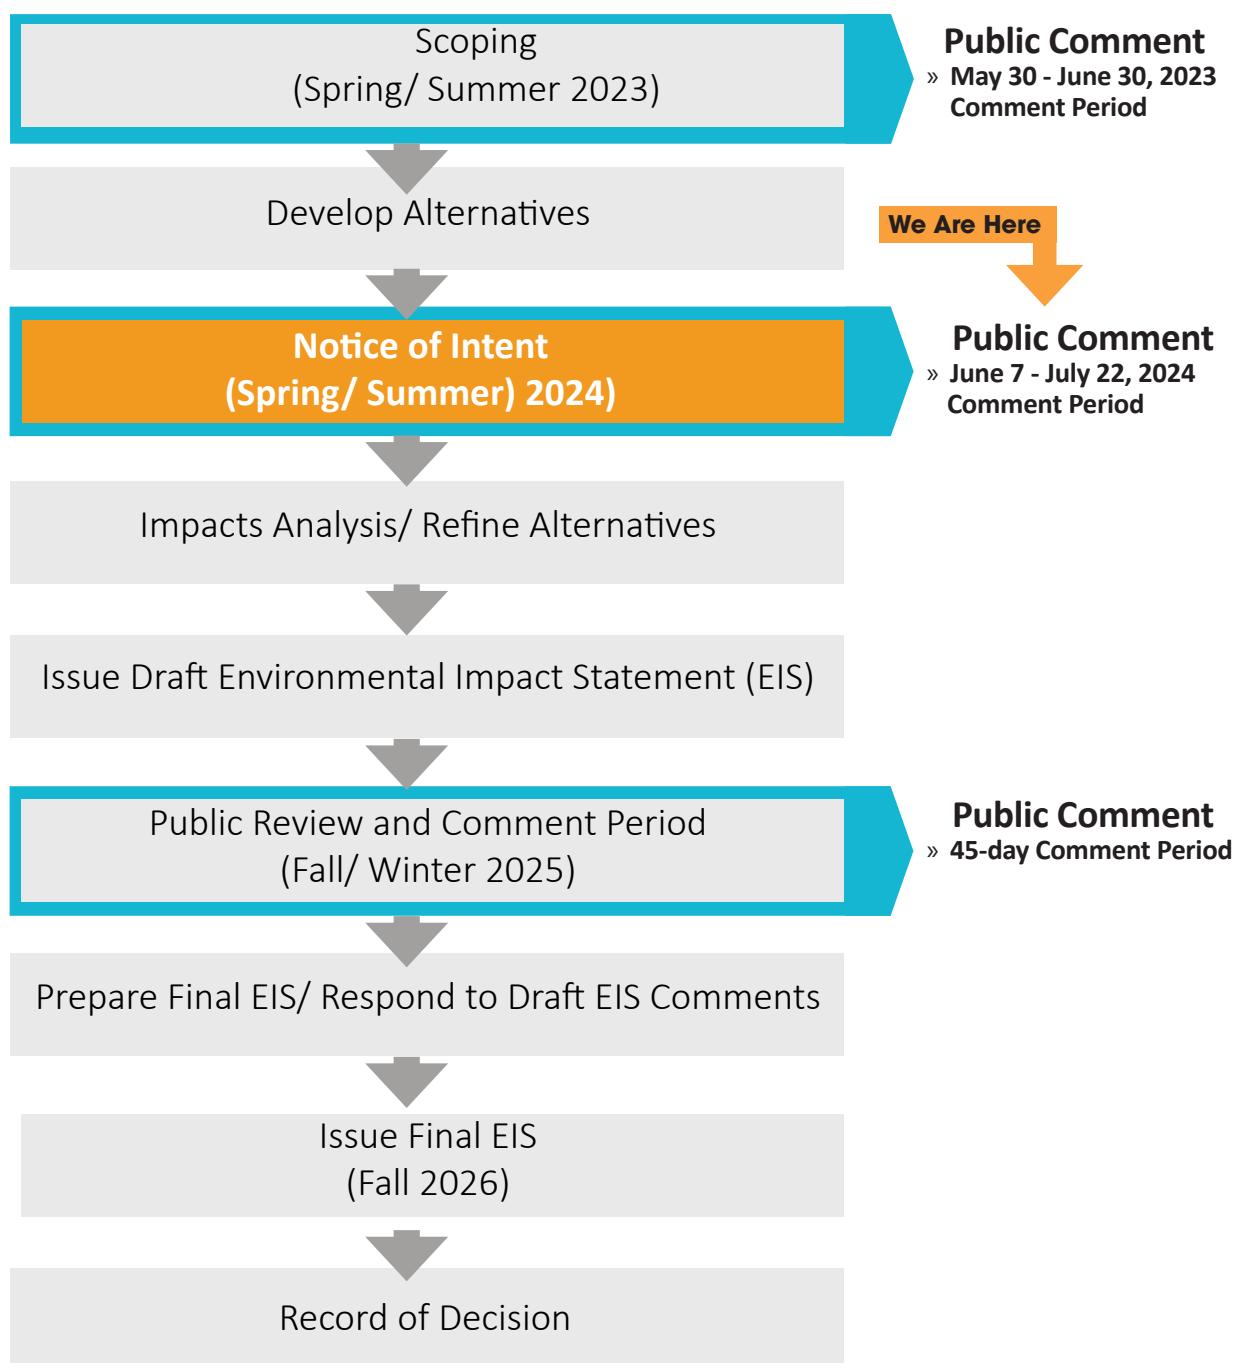 Scoping
(Spring/ Summer 2023)
Public Comment
» May 30 - June 30, 2023
Comment Period
Develop Alternatives
We Are Here
Notice of Intent
(Spring/ Summer) 2024)
Public Comment
» June 7 - July 22, 2024
Comment Period
Impacts Analysis/ Refine Alternatives
Issue Draft Environmental Impact Statement (EIS)
Public Review and Comment Period
(Fall/ Winter 2025)
Public Comment
» 45-day Comment Period
Prepare Final EIS/ Respond to Draft EIS Comments
Issue Final EIS
(Fall 2026)
Record of Decision